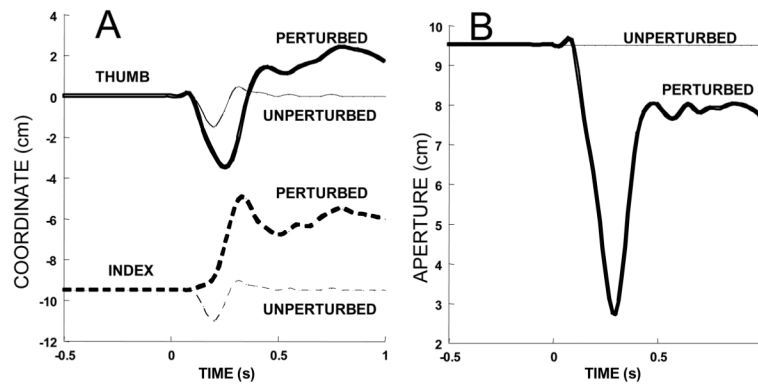 A
4
2
0
-2
-4
-6
-8
-10
-12
COORDINATE (cm)
THUMB
PERTURBED
UNPERTURBED
PERTURBED
INDEX
UNPERTURBED
-0.5
0
0.5
1
TIME (s)
B
10
9
8
7
6
5
4
3
2
APERTURE (cm)
UNPERTURBED
PERTURBED
-0.5
0
0.5
TIME (s)